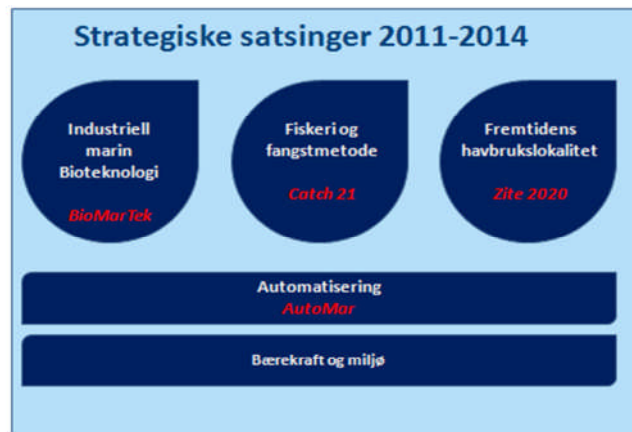 Strategiske satsinger 2011-2014
Industriell
marin
Bioteknologi
BioMarTek
Fiskeri og
fangstmetode
Catch 21
Fremtidens
havbrukslokalitet
Zite 2020
Automatisering
AutoMar
Bærekraft og miljø